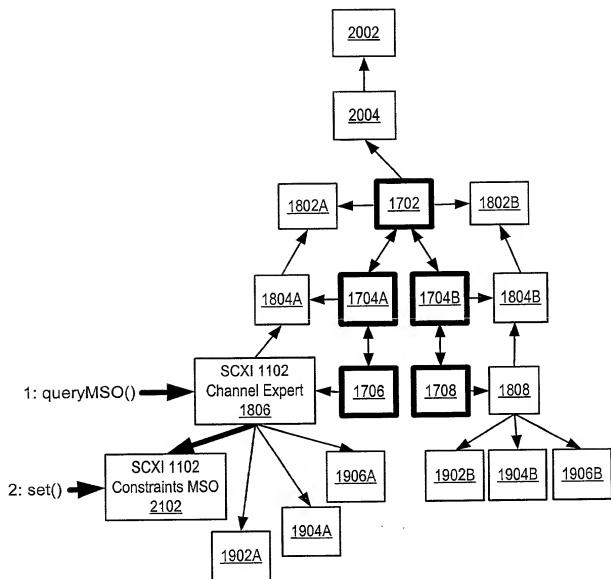 2002
2004
1802A
1702
1802B
1804A
1704A
1704B
1804B
1: queryMSO()
SCXI 1102
Channel Expert
1806
1706
1708
1808
2: set()
SCXI 1102
Constraints MSO
2102
1906A
1902B
1904B
1906B
1904A
1902A